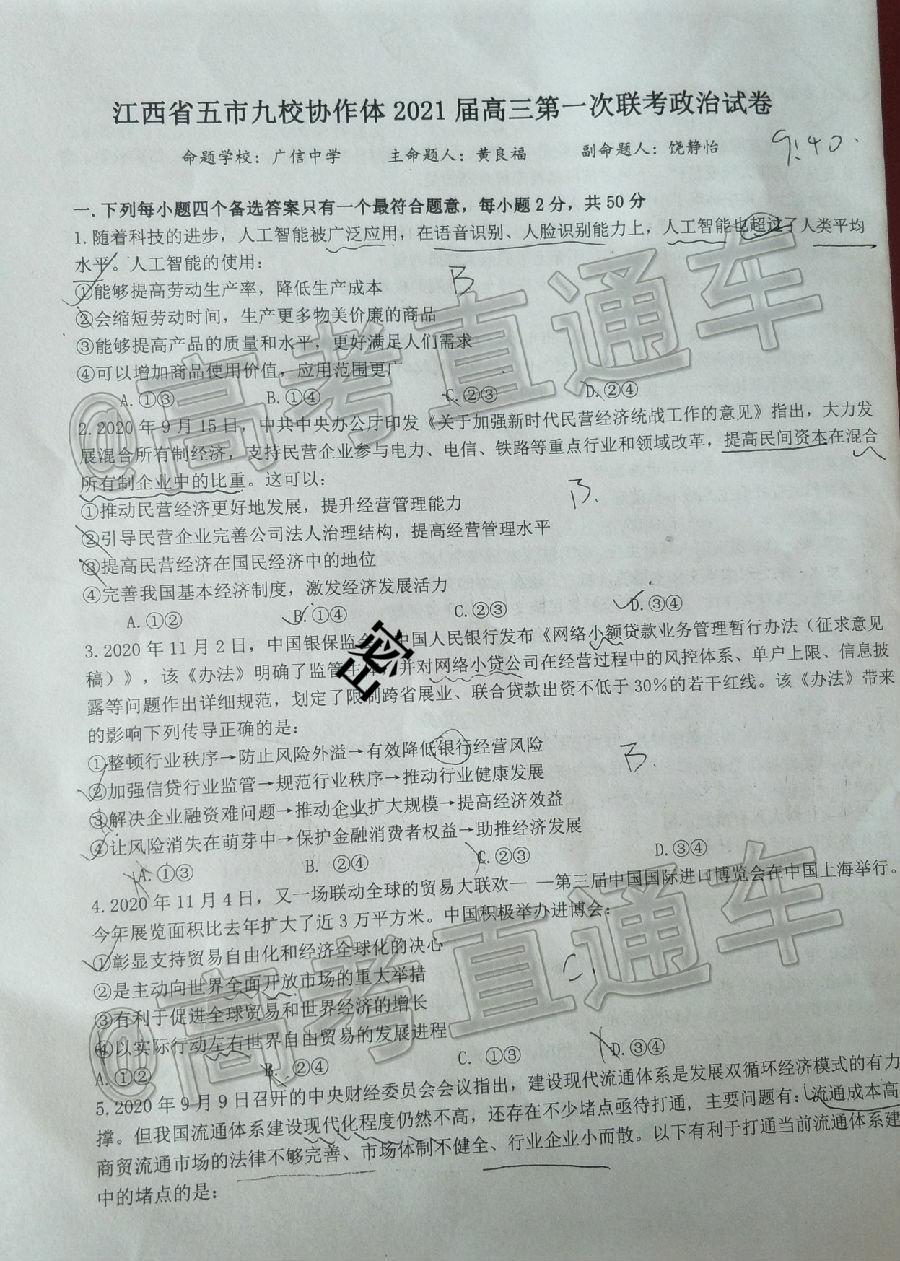 江西省五市九校协作体 2021 届高三第一次联考政治试卷
命题学校：广信中学 主命题人：黄良福 副命题人：饶静怡
9:40.
一.下列每小题四个备选答案只有一个最符合题意，每小题 2 分，共 50 分
1.随着科技的进步，人工智能被广泛应用，在语音识别、人脸识别能力上，人工智能也超过了人类平均
水平。人工智能的使用：
①能够提高劳动生产率，降低生产成本
B
②会缩短劳动时间，生产更多物美价廉的商品
③能够提高产品的质量和水平，更好满足人们需求
④可以增加商品使用价值，应用范围更广
A.①③ B.①④ C.②③ D.②④
2.2020 年 9 月 15 日，中共中央办公厅印发《关于加强新时代民营经济统战工作的意见》指出，大力发
展混合所有制经济，支持民营企业参与电力、电信、铁路等重点行业和领域改革，提高民间资本在混合
所有制企业中的比重。这可以：
①推动民营经济更好地发展，提升经营管理能力
B.
②引导民营企业完善公司法人治理结构，提高经营管理水平
③提高民营经济在国民经济中的地位
④完善我国基本经济制度，激发经济发展活力
A.①② B.①④ C.②③ D.③④
3.2020 年 11 月 2 日，中国银保监会 中国人民银行发布《网络小额贷款业务管理暂行办法（征求意见
稿）》，该《办法》明确了监管 并对网络小贷公司在经营过程中的风控体系、单户上限、信息披
露等问题作出详细规范，划定了限制跨省展业、联合贷款出资不低于 30%的若干红线。该《办法》带来
的影响下列传导正确的是：
密
①整顿行业秩序→防止风险外溢→有效降低银行经营风险
B.
②加强信贷行业监管→规范行业秩序→推动行业健康发展
③解决企业融资难问题→推动企业扩大规模→提高经济效益
④让风险消失在萌芽中→保护金融消费者权益→助推经济发展
A.①③ B. ②④ C.②③ D.③④
4.2020 年 11 月 4 日，又一场联动全球的贸易大联欢— —第三届中国国际进口博览会在中国上海举行。
今年展览面积比去年扩大了近 3 万平方米。中国积极举办进博会：
①彰显支持贸易自由化和经济全球化的决心
②是主动向世界全面开放市场的重大举措
C
③有利于促进全球贸易和世界经济的增长
④以实际行动左右世界自由贸易的发展进程
A.①② B. ②④ C. ①③ D.③④
5.2020 年 9 月 9 日召开的中央财经委员会会议指出，建设现代流通体系是发展双循环经济模式的有力
撑。但我国流通体系建设现代化程度仍然不高，还存在不少堵点亟待打通，主要问题有：流通成本高
商贸流通市场的法律不够完善、市场体制不健全、行业企业小而散。以下有利于打通当前流通体系建
中的堵点的是：
@高考直通车
@高考直通车